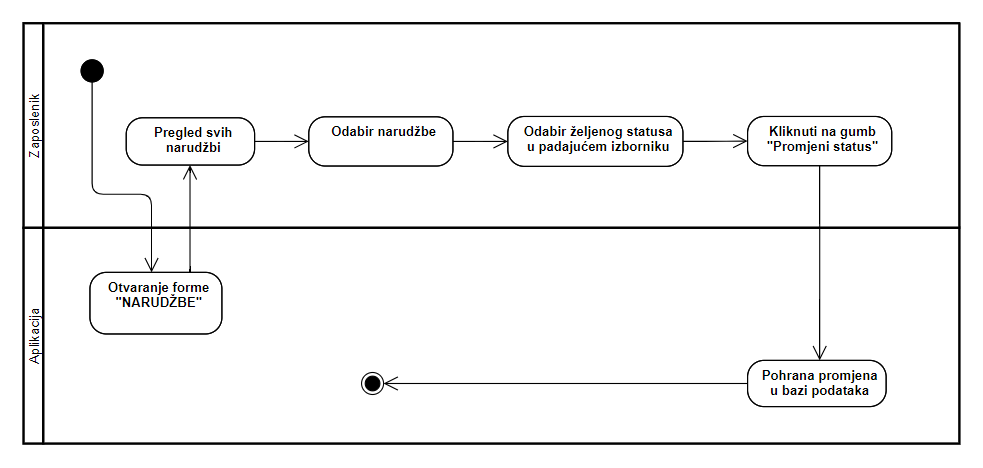 Zaposlenik
Pregled svih
narudžbi
Odabir narudžbe
Odabir željenog statusa
u padajućem izborniku
Kliknuti na gumb
"Promjeni status"
Aplikacija
Otvaranje forme
"NARUDŽBE"
Pohrana promjena
u bazi podataka